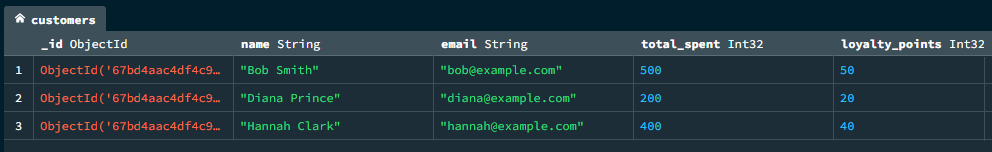 customers
_id ObjectId name String email String total_spent Int32 loyalty_points Int32
1 ObjectId('67bd4aac4df4c9… "Bob Smith" "bob@example.com" 500 50
2 ObjectId('67bd4aac4df4c9… "Diana Prince" "diana@example.com" 200 20
3 ObjectId('67bd4aac4df4c9… "Hannah Clark" "hannah@example.com" 400 40